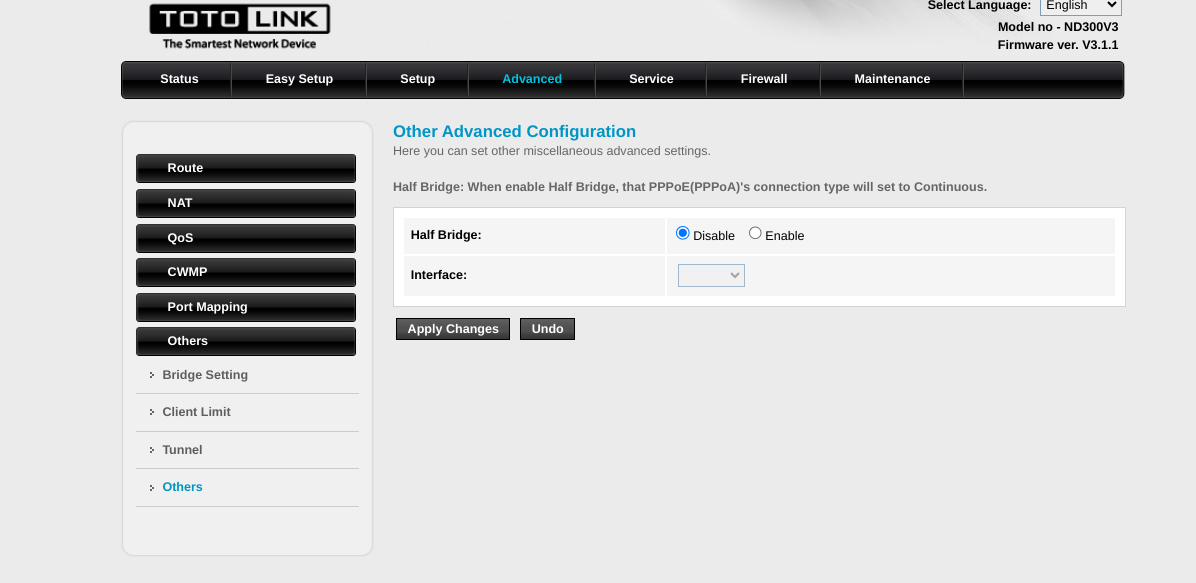 TOTO LINK
The Smartest Network Device
Select Language: English
Model no - ND300V3
Firmware ver. V3.1.1
Status Easy Setup Setup Advanced Service Firewall Maintenance
Route
NAT
QoS
CWMP
Port Mapping
Others
Bridge Setting
Client Limit
Tunnel
Others
Other Advanced Configuration
Here you can set other miscellaneous advanced settings.
Half Bridge: When enable Half Bridge, that PPPoE(PPPoA)'s connection type will set to Continuous.
Half Bridge: Disable Enable
Interface:
Apply Changes Undo